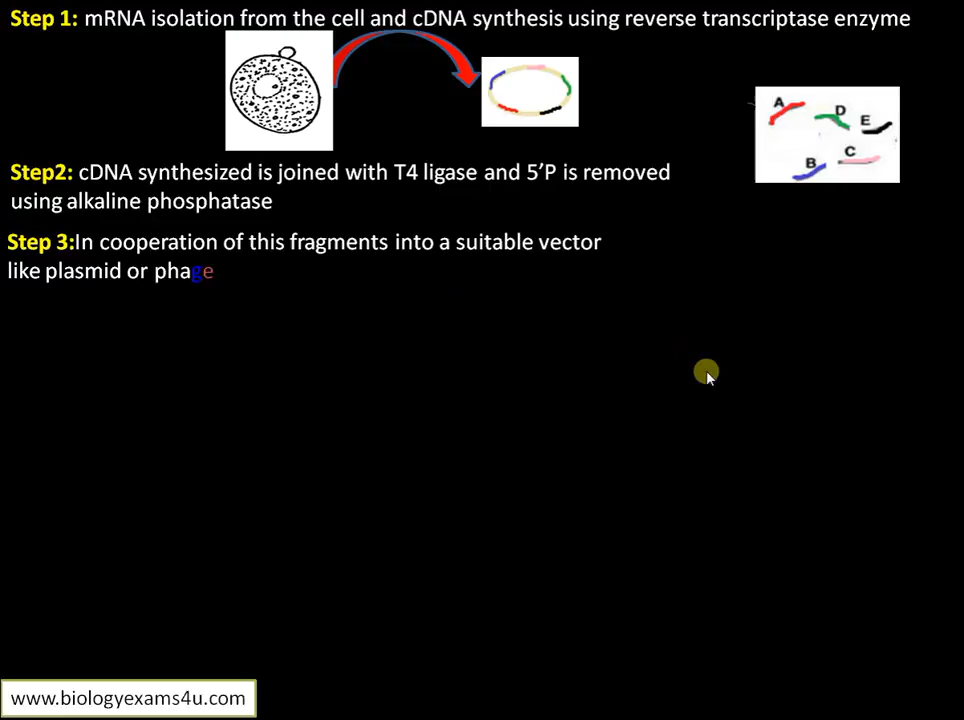 Step 1: mRNA isolation from the cell and cDNA synthesis using reverse transcriptase enzyme
A
D
E
B
C
Step2: cDNA synthesized is joined with T4 ligase and 5’P is removed
using alkaline phosphatase
Step 3:In cooperation of this fragments into a suitable vector
like plasmid or phage
www.biologyexams4u.com